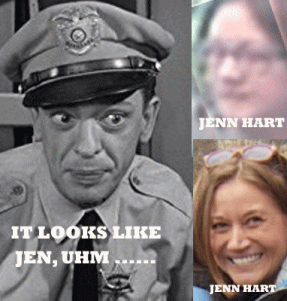 JENN HART
IT LOOKS LIKE
JEN, UHM ......
JENN HART